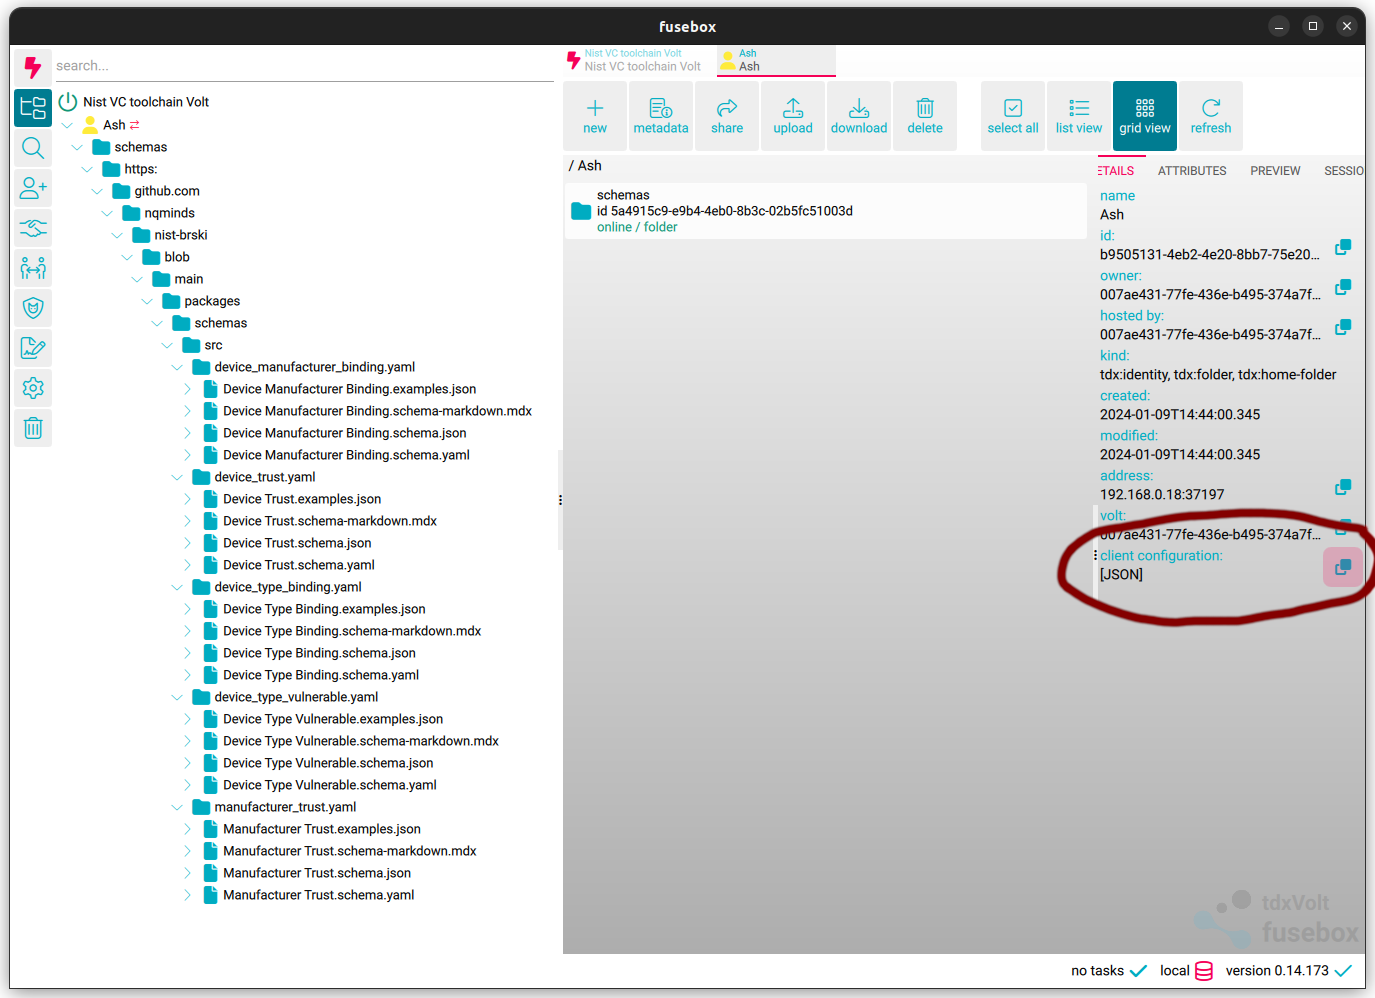 fusebox
search...
Nist VC toolchain Volt
Ash
schemas
https:
github.com
nqminds
nist-brski
blob
main
packages
schemas
src
device_manufacturer_binding.yaml
Device Manufacturer Binding.examples.json
Device Manufacturer Binding.schema-markdown.mdx
Device Manufacturer Binding.schema.json
Device Manufacturer Binding.schema.yaml
device_trust.yaml
Device Trust.examples.json
Device Trust.schema-markdown.mdx
Device Trust.schema.json
Device Trust.schema.yaml
device_type_binding.yaml
Device Type Binding.examples.json
Device Type Binding.schema-markdown.mdx
Device Type Binding.schema.json
Device Type Binding.schema.yaml
device_type_vulnerable.yaml
Device Type Vulnerable.examples.json
Device Type Vulnerable.schema-markdown.mdx
Device Type Vulnerable.schema.json
Device Type Vulnerable.schema.yaml
manufacturer_trust.yaml
Manufacturer Trust.examples.json
Manufacturer Trust.schema-markdown.mdx
Manufacturer Trust.schema.json
Manufacturer Trust.schema.yaml
Nist VC toolchain Volt
Nist VC toolchain Volt
Ash
Ash
new metadata share upload download delete select all list view grid view refresh
/ Ash
schemas
id 5a4915c9-e9b4-4eb0-8b3c-02b5fc51003d
online / folder
ETAILS ATTRIBUTES PREVIEW SESSIO
name
Ash
id:
b9505131-4eb2-4e20-8bb7-75e20...
owner:
007ae431-77fe-436e-b495-374a7f...
hosted by:
007ae431-77fe-436e-b495-374a7f...
kind:
tdx:identity, tdx:folder, tdx:home-folder
created:
2024-01-09T14:44:00.345
modified:
2024-01-09T14:44:00.345
address:
192.168.0.18:37197
volt:
007ae431-77fe-436e-b495-374a7f...
client configuration:
[JSON]
tdxVolt
fusebox
no tasks local version 0.14.173